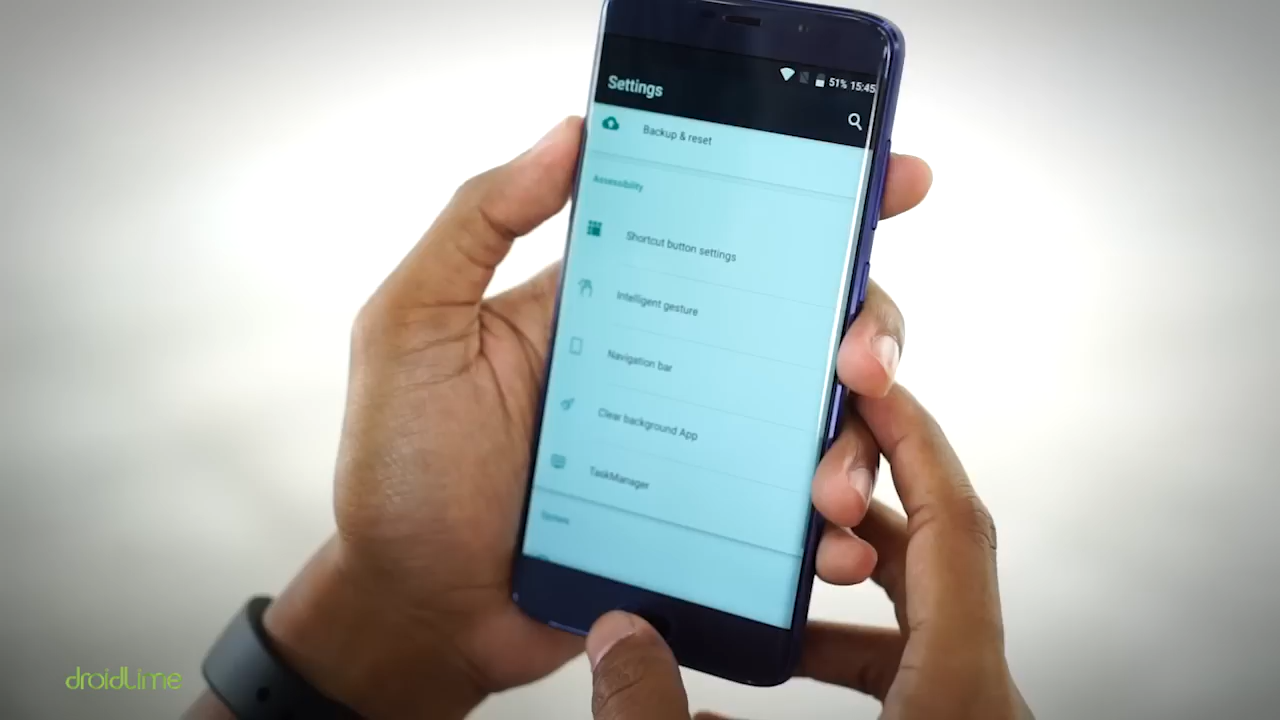 51% 15:45
Settings
Backup & reset
Accessibility
Shortcut button settings
Intelligent gesture
Navigation bar
Clear background App
TaskManager
System
droidLime